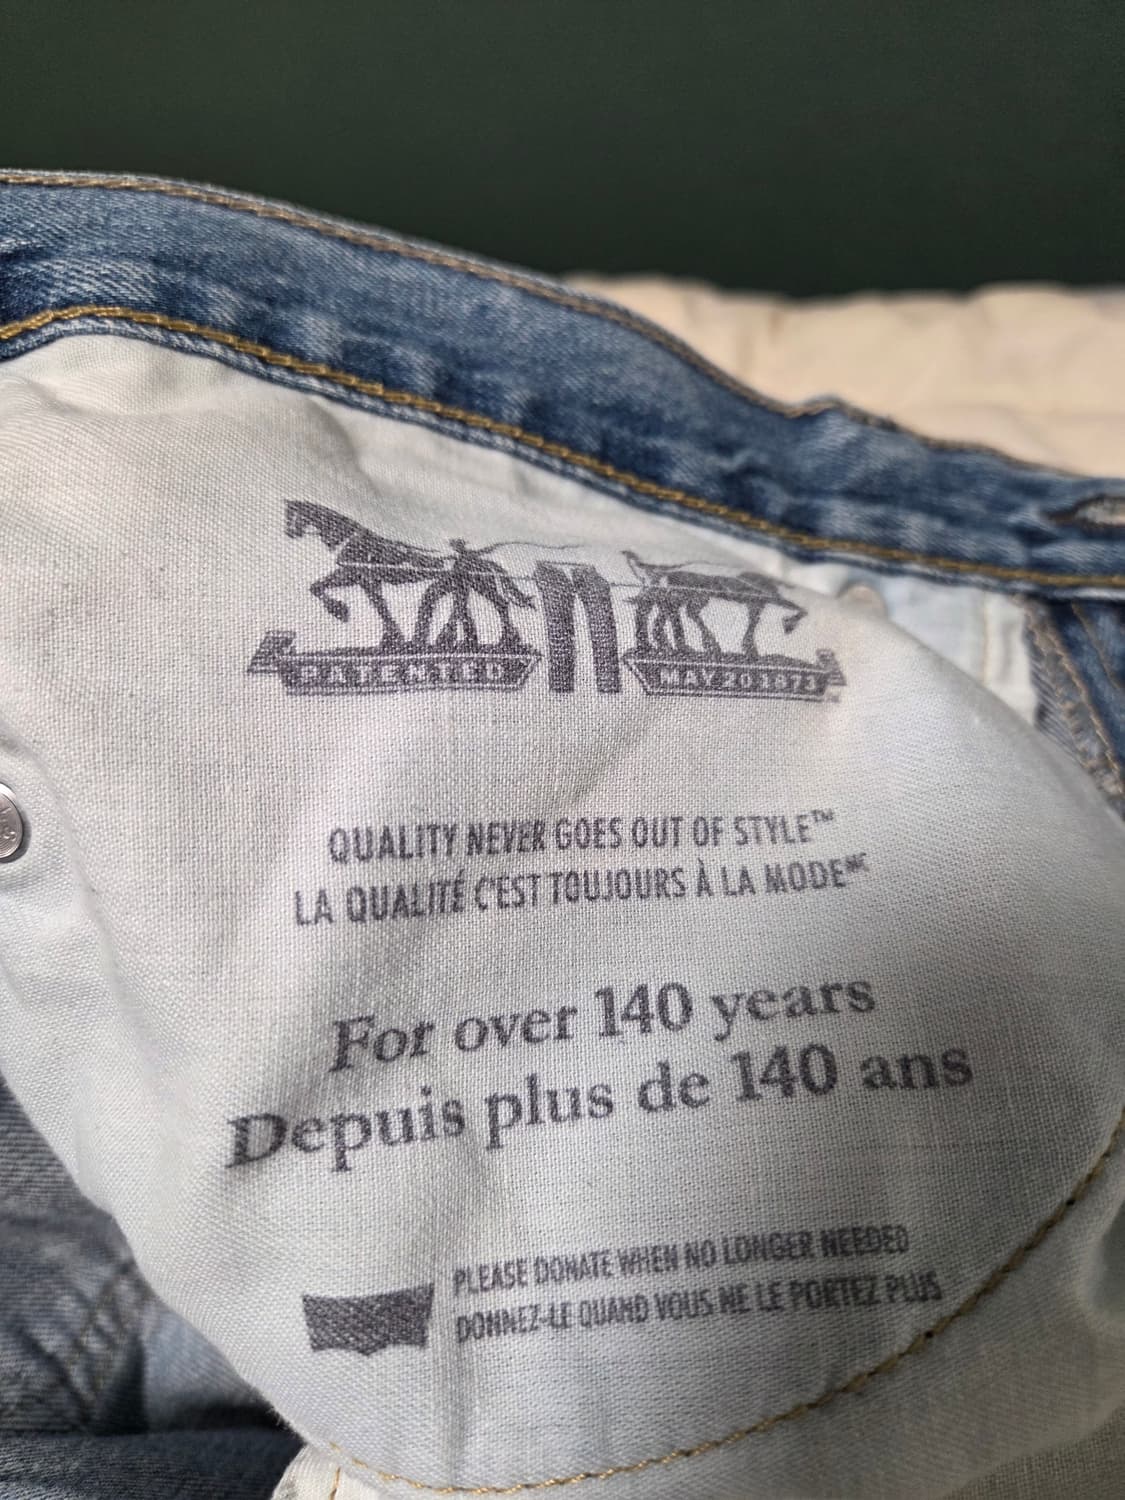 PATENTED MAY 20 1873
QUALITY NEVER GOES OUT OF STYLE™
LA QUALITÉ C'EST TOUJOURS À LA MODE MC
For over 140 years
Depuis plus de 140 ans
PLEASE DONATE WHEN NO LONGER NEEDED
DONNEZ-LE QUAND VOUS NE LE PORTEZ PLUS